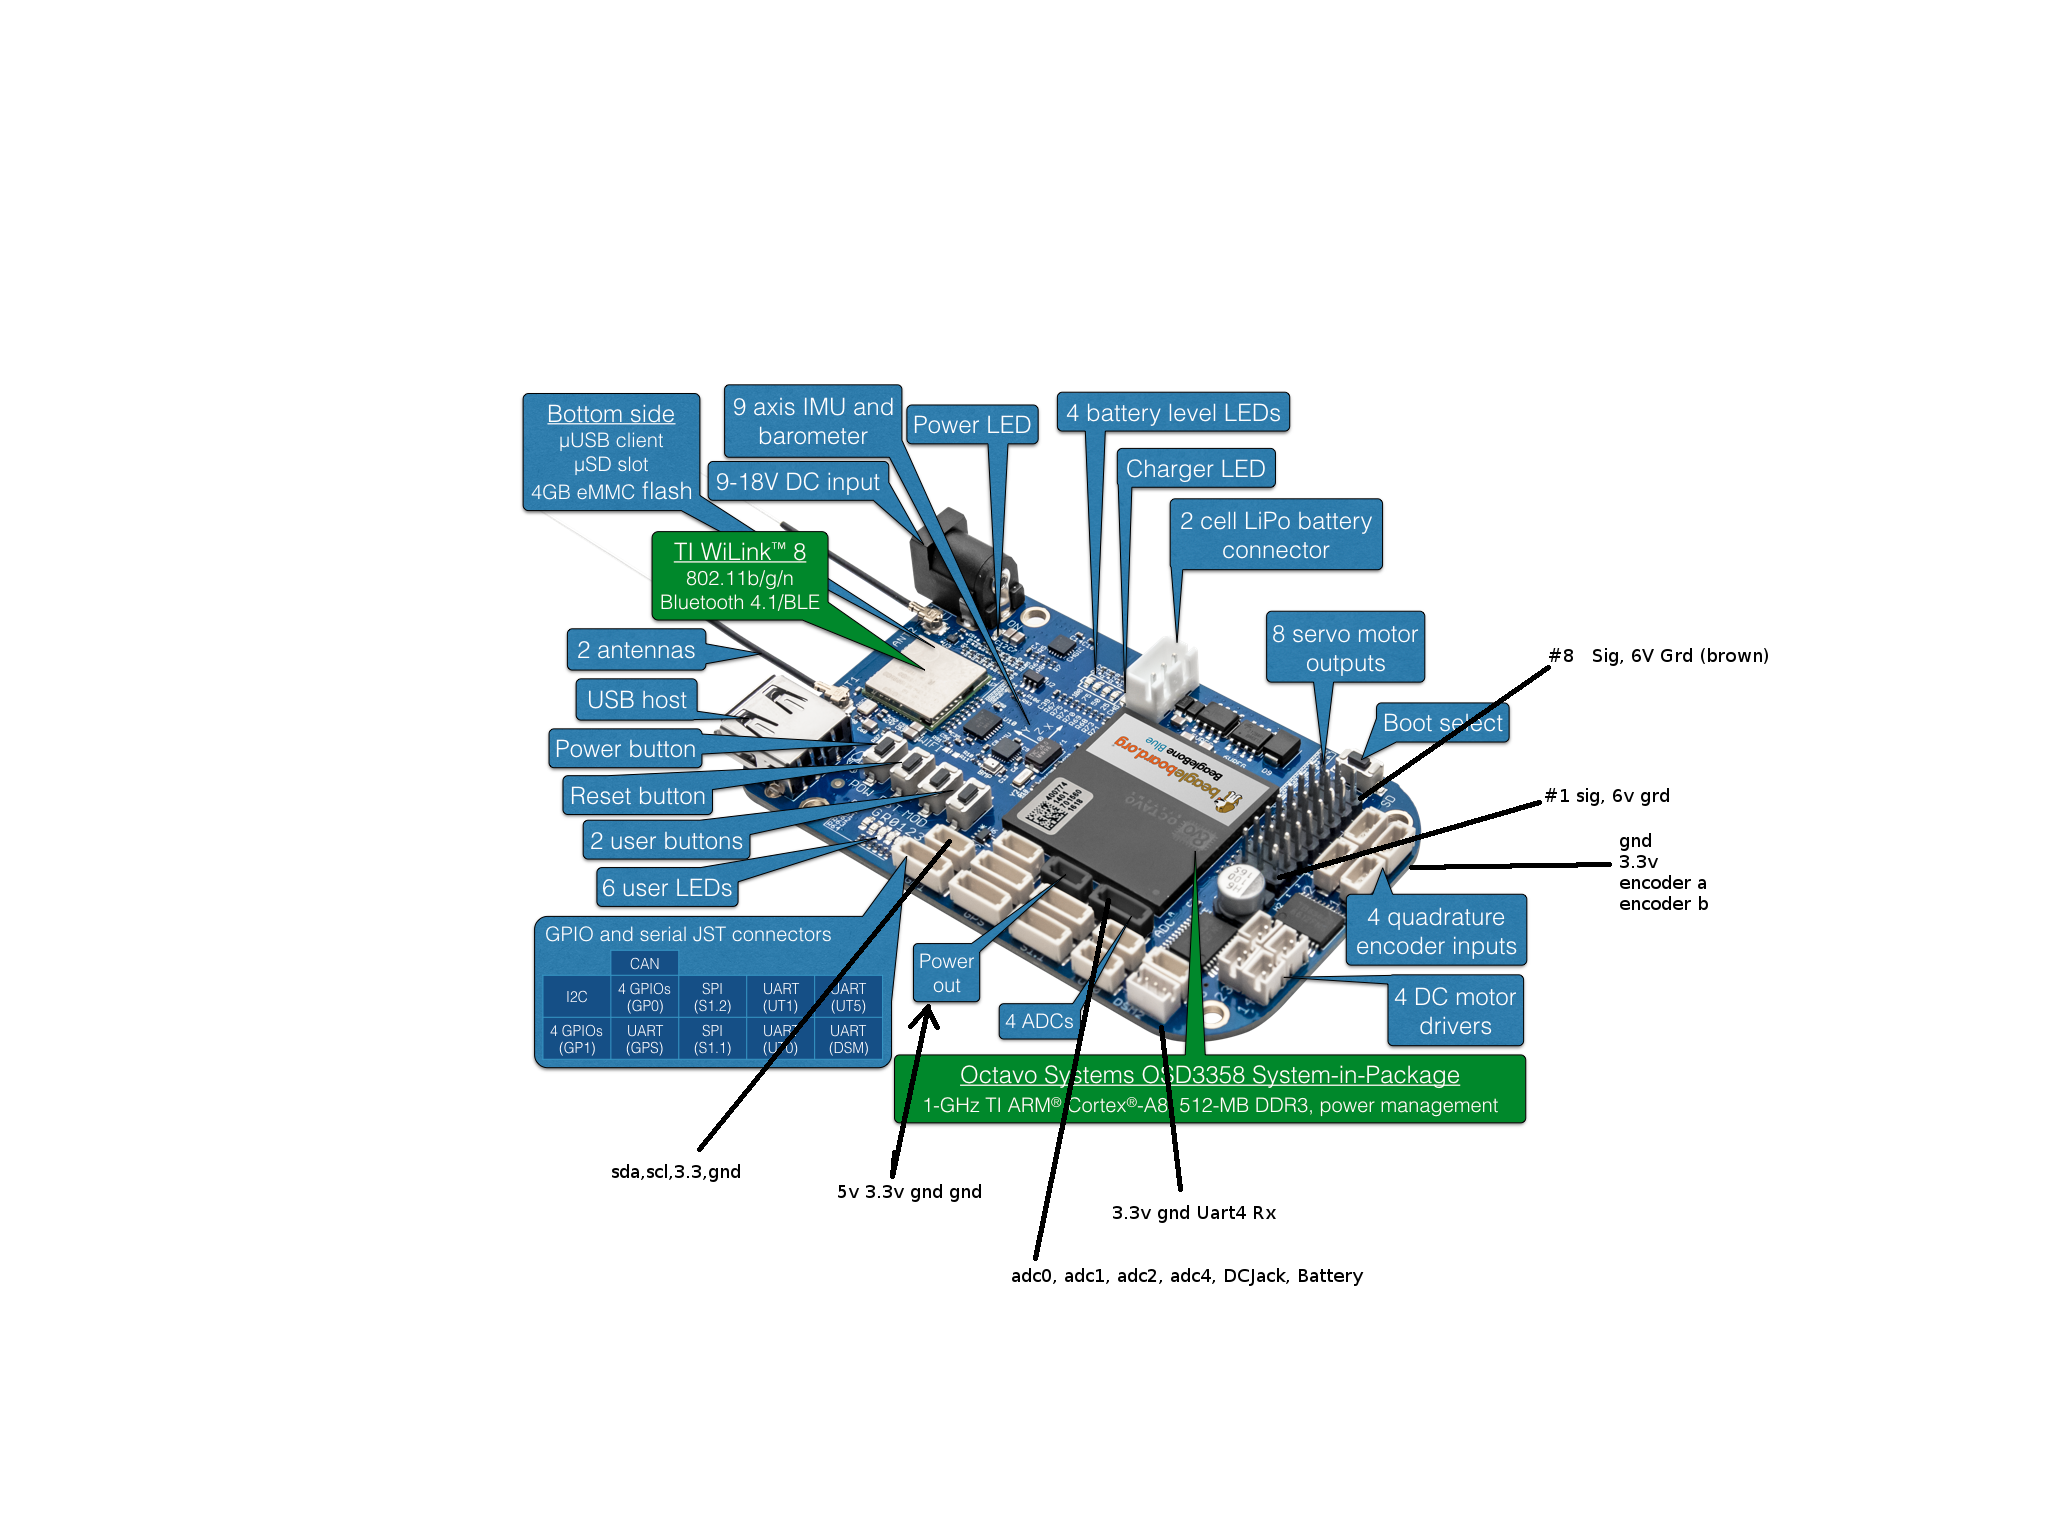 Bottom side
µUSB client
µSD slot
4GB eMMC flash
9 axis IMU and
barometer
Power LED
4 battery level LEDs
9-18V DC input
Charger LED
2 cell LiPo battery
connector
TI WiLink™ 8
802.11b/g/n
Bluetooth 4.1/BLE
8 servo motor
outputs
2 antennas
#8 Sig, 6V Grd (brown)
USB host
Boot select
Power button
beagleboard.org
BeagleBone Blue
Reset button
#1 sig, 6v grd
2 user buttons
gnd
3.3v
encoder a
encoder b
6 user LEDs
4 quadrature
encoder inputs
GPIO and serial JST connectors
CAN
I2C
4 GPIOs
(GP0)
SPI
(S1.2)
UART
(UT1)
UART
(UT5)
4 GPIOs
(GP1)
UART
(GPS)
SPI
(S1.1)
UART
(UT0)
UART
(DSM)
Power
out
4 ADCs
4 DC motor
drivers
Octavo Systems OSD3358 System-in-Package
1-GHz TI ARM® Cortex®-A8, 512-MB DDR3, power management
sda,scl,3.3,gnd
5v 3.3v gnd gnd
3.3v gnd Uart4 Rx
adc0, adc1, adc2, adc4, DCJack, Battery